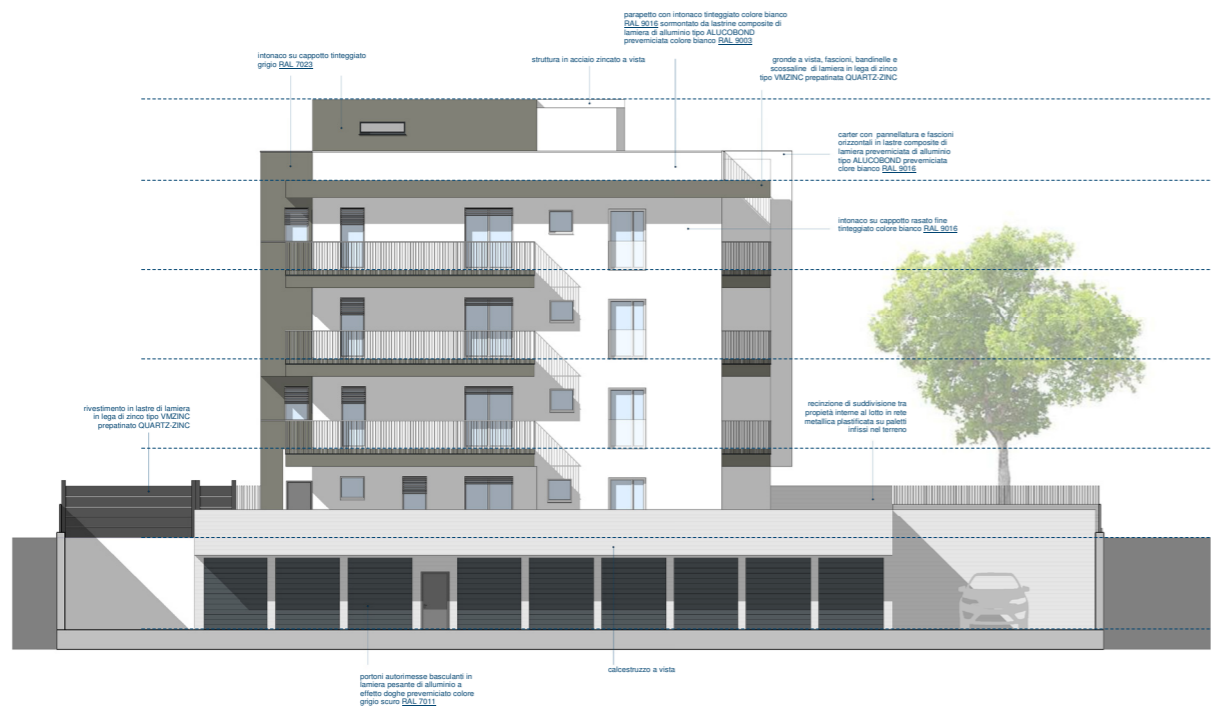 parapetto con intonaco tinteggiato colore bianco
RAL 9016 sormontato da lastrine composite di
lamiera di alluminio tipo ALUCOBOND
preverniciata colore bianco RAL 9003
intonaco su cappotto tinteggiato
grigio RAL 7023
struttura in acciaio zincato a vista
gronde a vista, fascioni, bandinelle e
scossaline di lamiera in lega di zinco
tipo VMZINC prepatinata QUARTZ-ZINC
carter con pannellatura e fascioni
orizzontali in lastre composite di
lamiera preverniciata di alluminio
tipo ALUCOBOND preverniciata
clore bianco RAL 9016
intonaco su cappotto rasato fine
tinteggiato colore bianco RAL 9016
rivestimento in lastre di lamiera
in lega di zinco tipo VMZINC
prepatinato QUARTZ-ZINC
recinzione di suddivisione tra
propietà interne al lotto in rete
metallica plastificata su paletti
infissi nel terreno
calcestruzzo a vista
portoni autorimesse basculanti in
lamiera pesante di alluminio a
effetto doghe preverniciato colore
grigio scuro RAL 7011